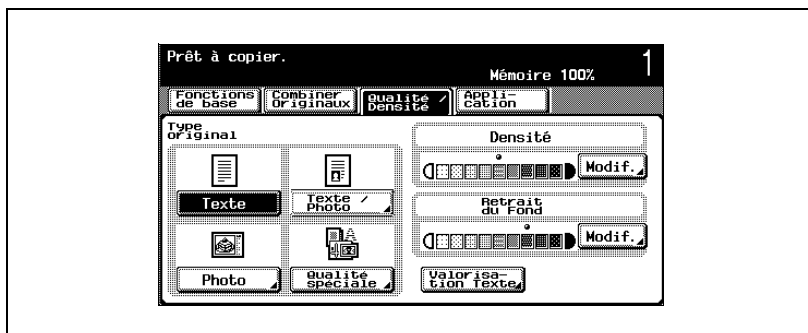 Prêt à copier.
1
Mémoire 100%
Fonctions
de base
Combiner
Originaux
Qualité /
Densité
Appli-
cation
Type
original
Texte
Texte /
Photo
Photo
Qualité
spéciale
Densité
Modif.
Retrait
du Fond
Modif.
Valorisa-
tion Texte